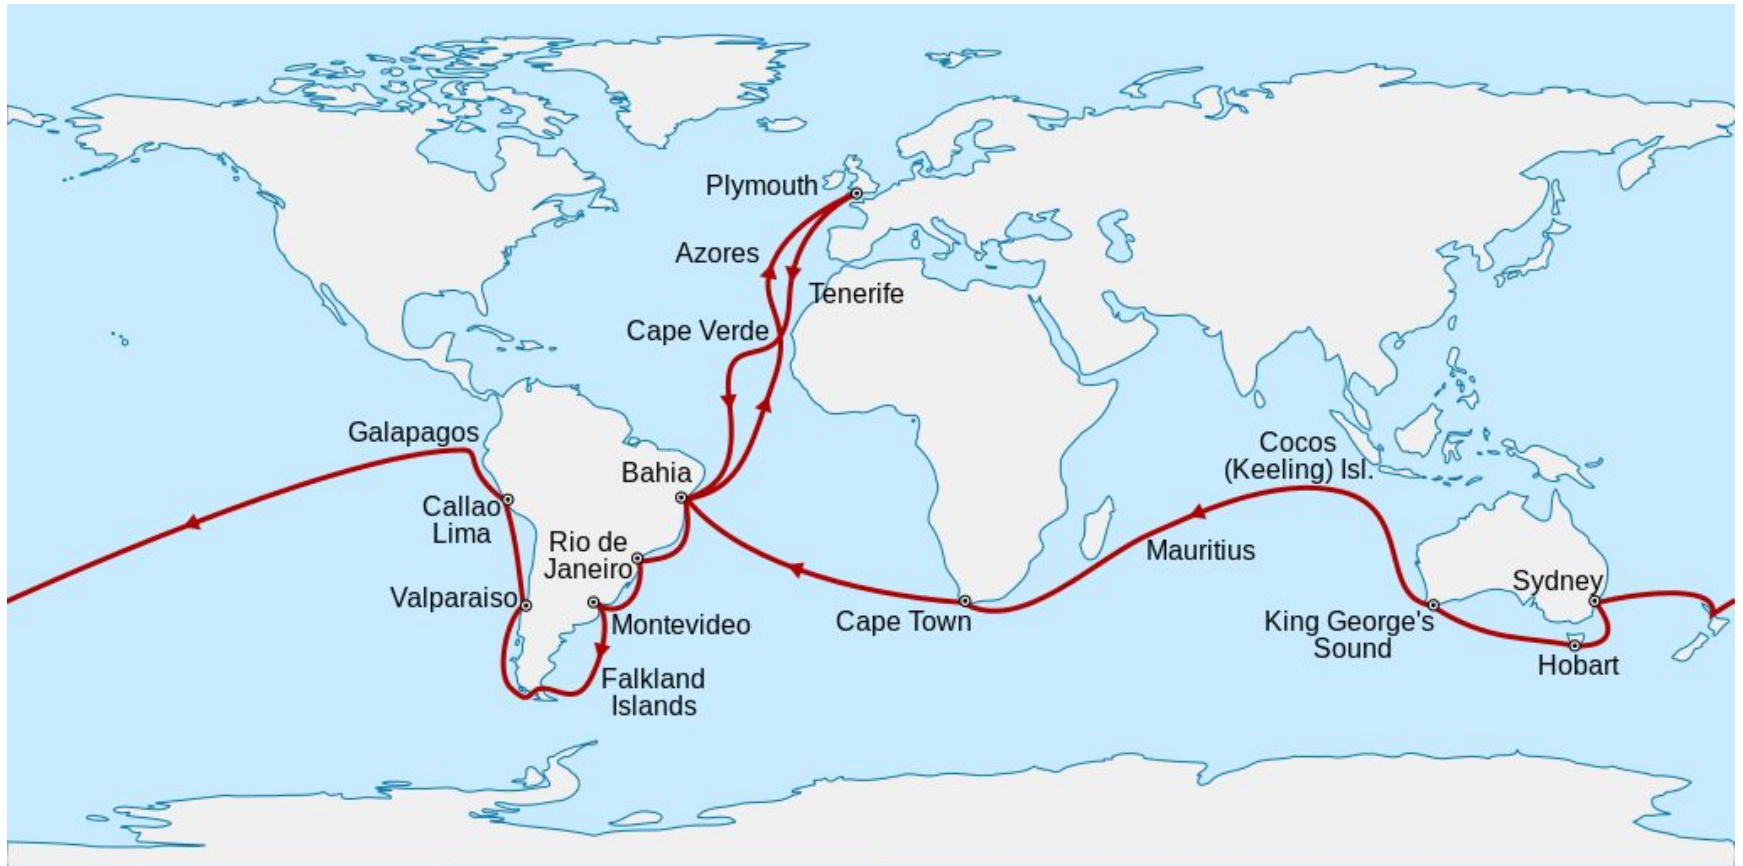 Plymouth
Azores
Tenerife
Cape Verde
Galapagos
Cocos
(Keeling) Isl.
Bahia
Callao
Lima
Rio de
Janeiro
Mauritius
Sydney
Valparaiso
Montevideo
Cape Town
King George's
Sound
Hobart
Falkland
Islands